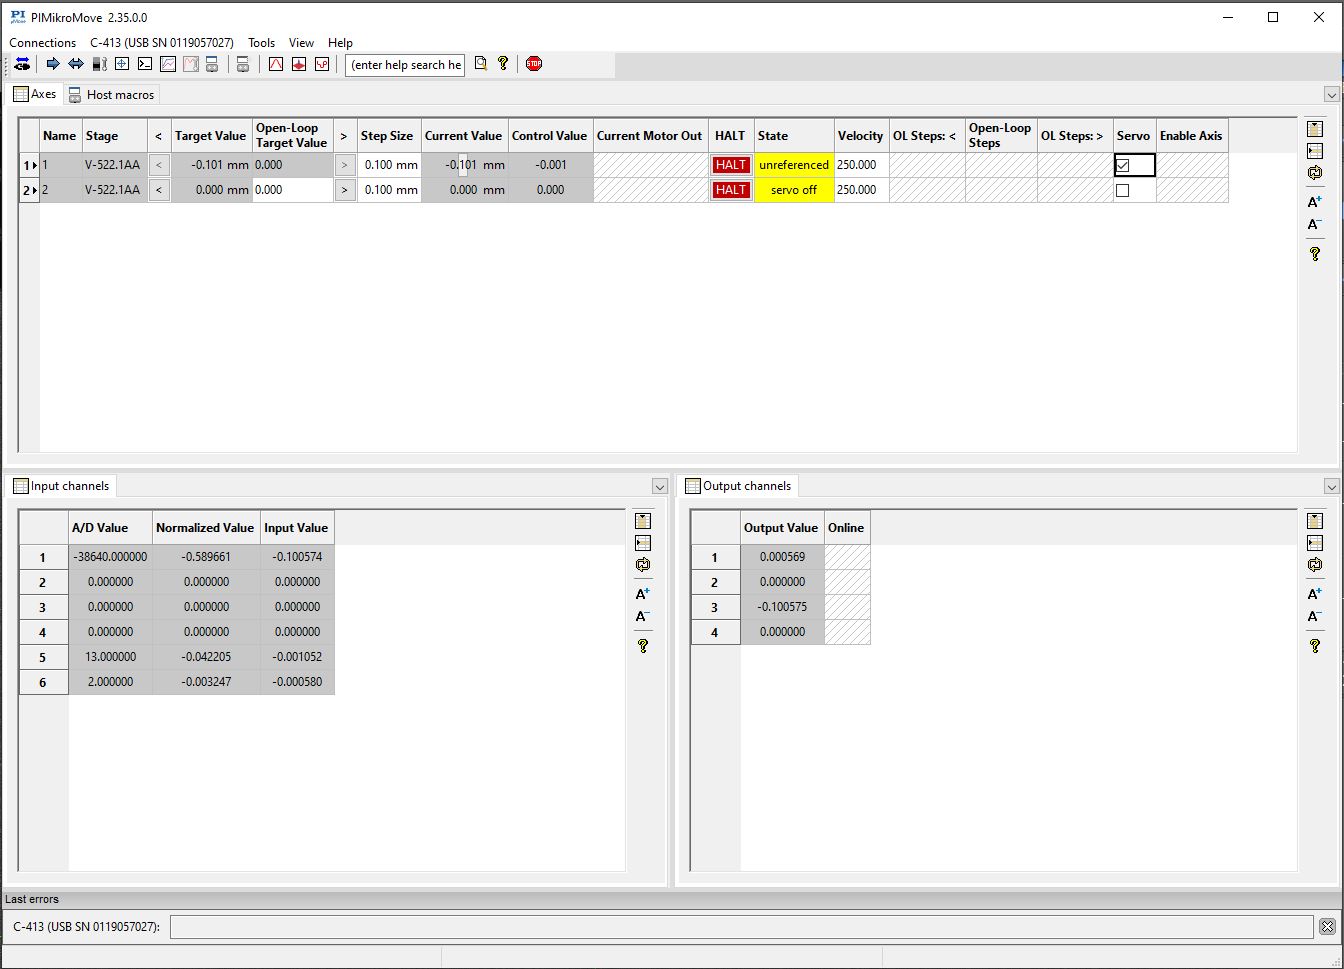 PI PIMikroMove 2.35.0.0
Connections C-413 (USB SN 0119057027) Tools View Help
(enter help search he ? STOP
Axes Host macros
Name Stage < Target Value Open-Loop Target Value > Step Size Current Value Control Value Current Motor Out HALT State Velocity OL Steps: < Open-Loop Steps OL Steps: > Servo Enable Axis
1 1 V-522.1AA < -0.101 mm 0.000 > 0.100 mm -0.101 mm -0.001 HALT unreferenced 250.000
2 2 V-522.1AA < 0.000 mm 0.000 > 0.100 mm 0.000 mm 0.000 HALT servo off 250.000
A+
A-
?
Input channels
A/D Value Normalized Value Input Value
1 -38640.000000 -0.589661 -0.100574
2 0.000000 0.000000 0.000000
3 0.000000 0.000000 0.000000
4 0.000000 0.000000 0.000000
5 13.000000 -0.042205 -0.001052
6 2.000000 -0.003247 -0.000580
A+
A-
?
Output channels
Output Value Online
1 0.000569
2 0.000000
3 -0.100575
4 0.000000
A+
A-
?
Last errors
C-413 (USB SN 0119057027):